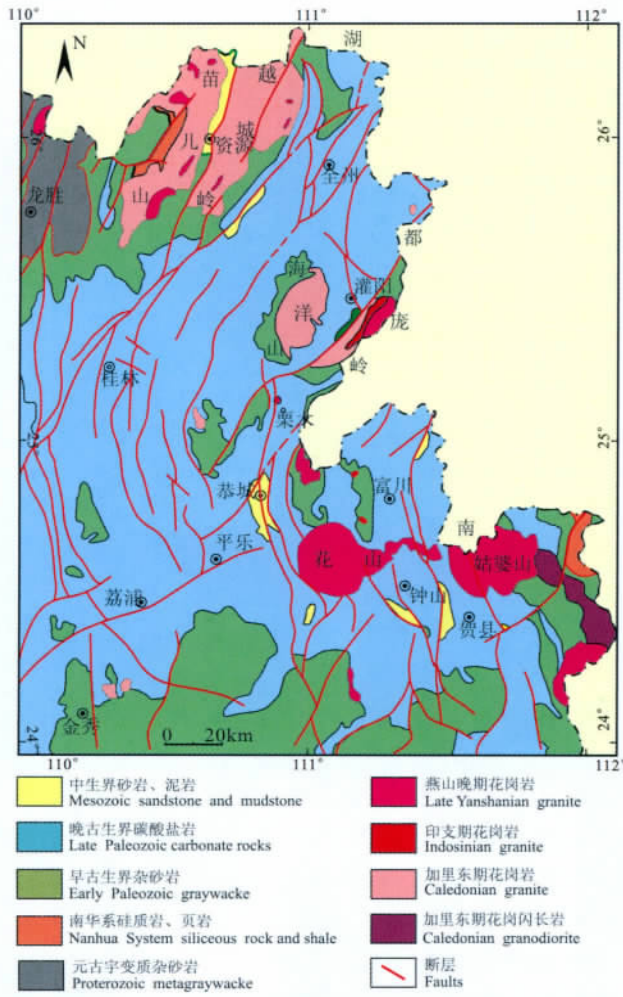 110° 111° 112°
湖
N
苗 越
儿 资源 城 26°
全州
龙胜 山 岭
都
海 灌阳
洋 庞
山 岭
桂林
栗木
25° 25°
恭城 富川
南
平乐 花 山 姑婆山
荔浦 钟山
贺县
金秀
24° 0 20km 24°
110° 111° 112°
中生界砂岩、泥岩
Mesozoic sandstone and mudstone
晚古生界碳酸盐岩
Late Paleozoic carbonate rocks
早古生界杂砂岩
Early Paleozoic graywacke
南华系硅质岩、页岩
Nanhua System siliceous rock and shale
元古宇变质杂砂岩
Proterozoic metagraywacke
燕山晚期花岗岩
Late Yanshanian granite
印支期花岗岩
Indosinian granite
加里东期花岗岩
Caledonian granite
加里东期花岗闪长岩
Caledonian granodiorite
断层
Faults